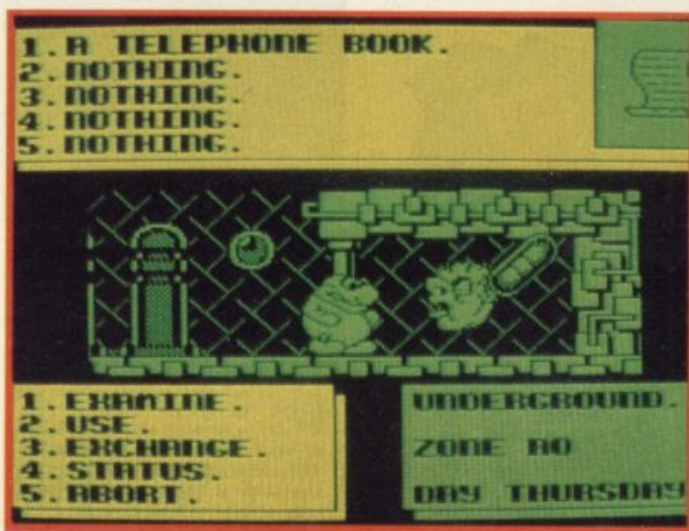 1. A TELEPHONE BOOK.
2. NOTHING.
3. NOTHING.
4. NOTHING.
5. NOTHING.
1. EXAMINE.
2. USE.
3. EXCHANGE.
4. STATUS.
5. ABORT.
UNDERGROUND.
ZONE AO
DAY THURSDAY